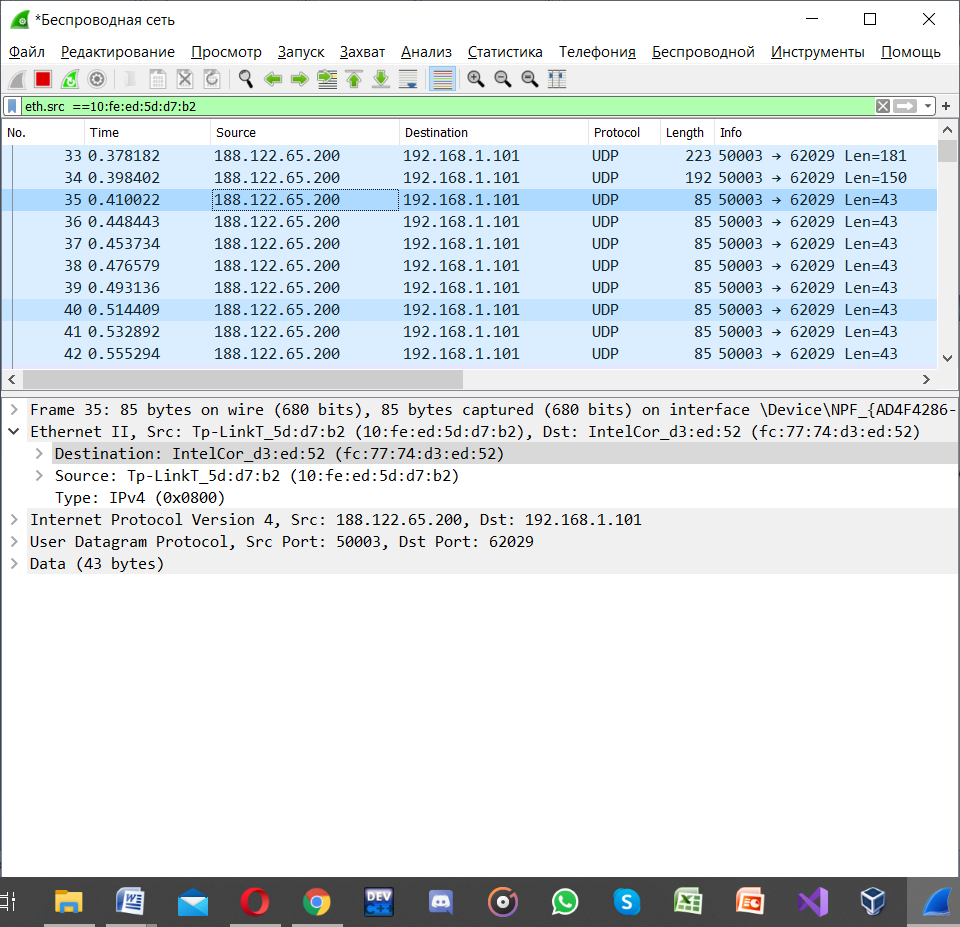 *Беспроводная сеть
Файл Редактирование Просмотр Запуск Захват Анализ Статистика Телефония Беспроводной Инструменты Помощь
eth.src ==10:fe:ed:5d:d7:b2
No. Time Source Destination Protocol Length Info
33 0.378182 188.122.65.200 192.168.1.101 UDP 223 50003 → 62029 Len=181
34 0.398402 188.122.65.200 192.168.1.101 UDP 192 50003 → 62029 Len=150
35 0.410022 188.122.65.200 192.168.1.101 UDP 85 50003 → 62029 Len=43
36 0.448443 188.122.65.200 192.168.1.101 UDP 85 50003 → 62029 Len=43
37 0.453734 188.122.65.200 192.168.1.101 UDP 85 50003 → 62029 Len=43
38 0.476579 188.122.65.200 192.168.1.101 UDP 85 50003 → 62029 Len=43
39 0.493136 188.122.65.200 192.168.1.101 UDP 85 50003 → 62029 Len=43
40 0.514409 188.122.65.200 192.168.1.101 UDP 85 50003 → 62029 Len=43
41 0.532892 188.122.65.200 192.168.1.101 UDP 85 50003 → 62029 Len=43
42 0.555294 188.122.65.200 192.168.1.101 UDP 85 50003 → 62029 Len=43
Frame 35: 85 bytes on wire (680 bits), 85 bytes captured (680 bits) on interface \Device\NPF_{AD4F4286-
Ethernet II, Src: Tp-LinkT_5d:d7:b2 (10:fe:ed:5d:d7:b2), Dst: IntelCor_d3:ed:52 (fc:77:74:d3:ed:52)
Destination: IntelCor_d3:ed:52 (fc:77:74:d3:ed:52)
Source: Tp-LinkT_5d:d7:b2 (10:fe:ed:5d:d7:b2)
Type: IPv4 (0x0800)
Internet Protocol Version 4, Src: 188.122.65.200, Dst: 192.168.1.101
User Datagram Protocol, Src Port: 50003, Dst Port: 62029
Data (43 bytes)
DEV
C++